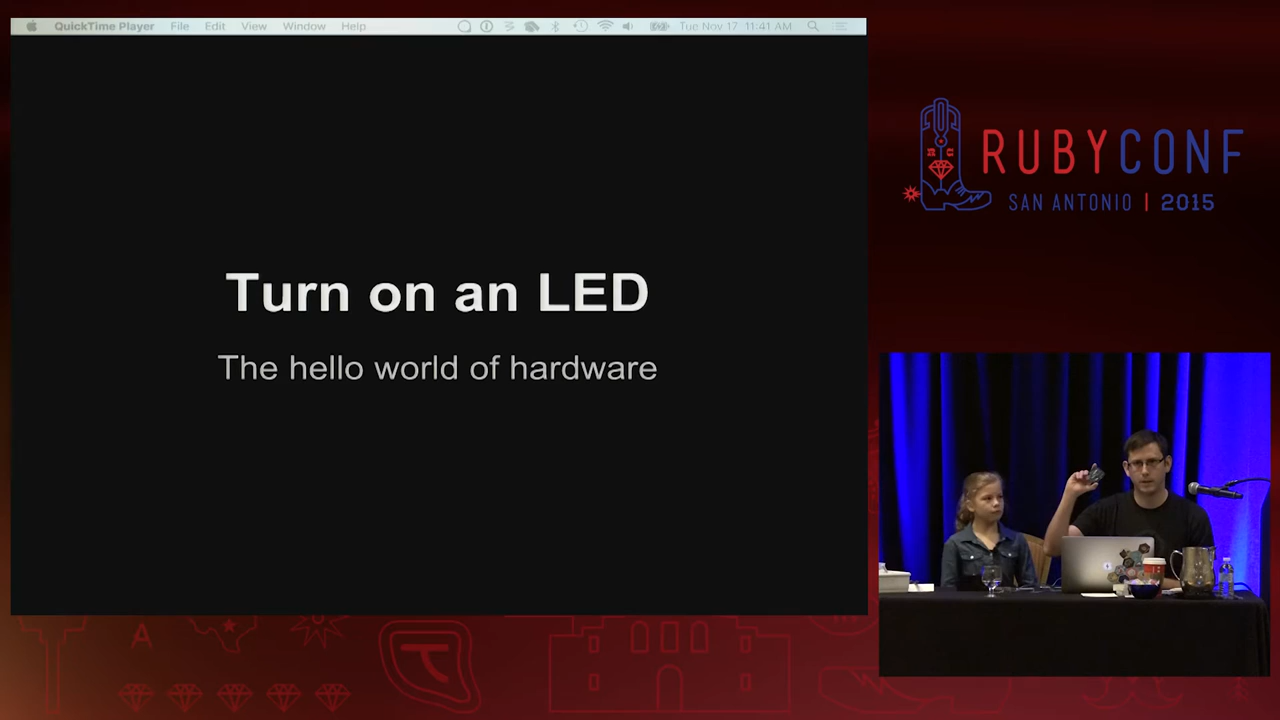 QuickTime Player File Edit View Window Help Tue Nov 17 11:41 AM
Turn on an LED
The hello world of hardware
RUBYCONF
SAN ANTONIO | 2015
A